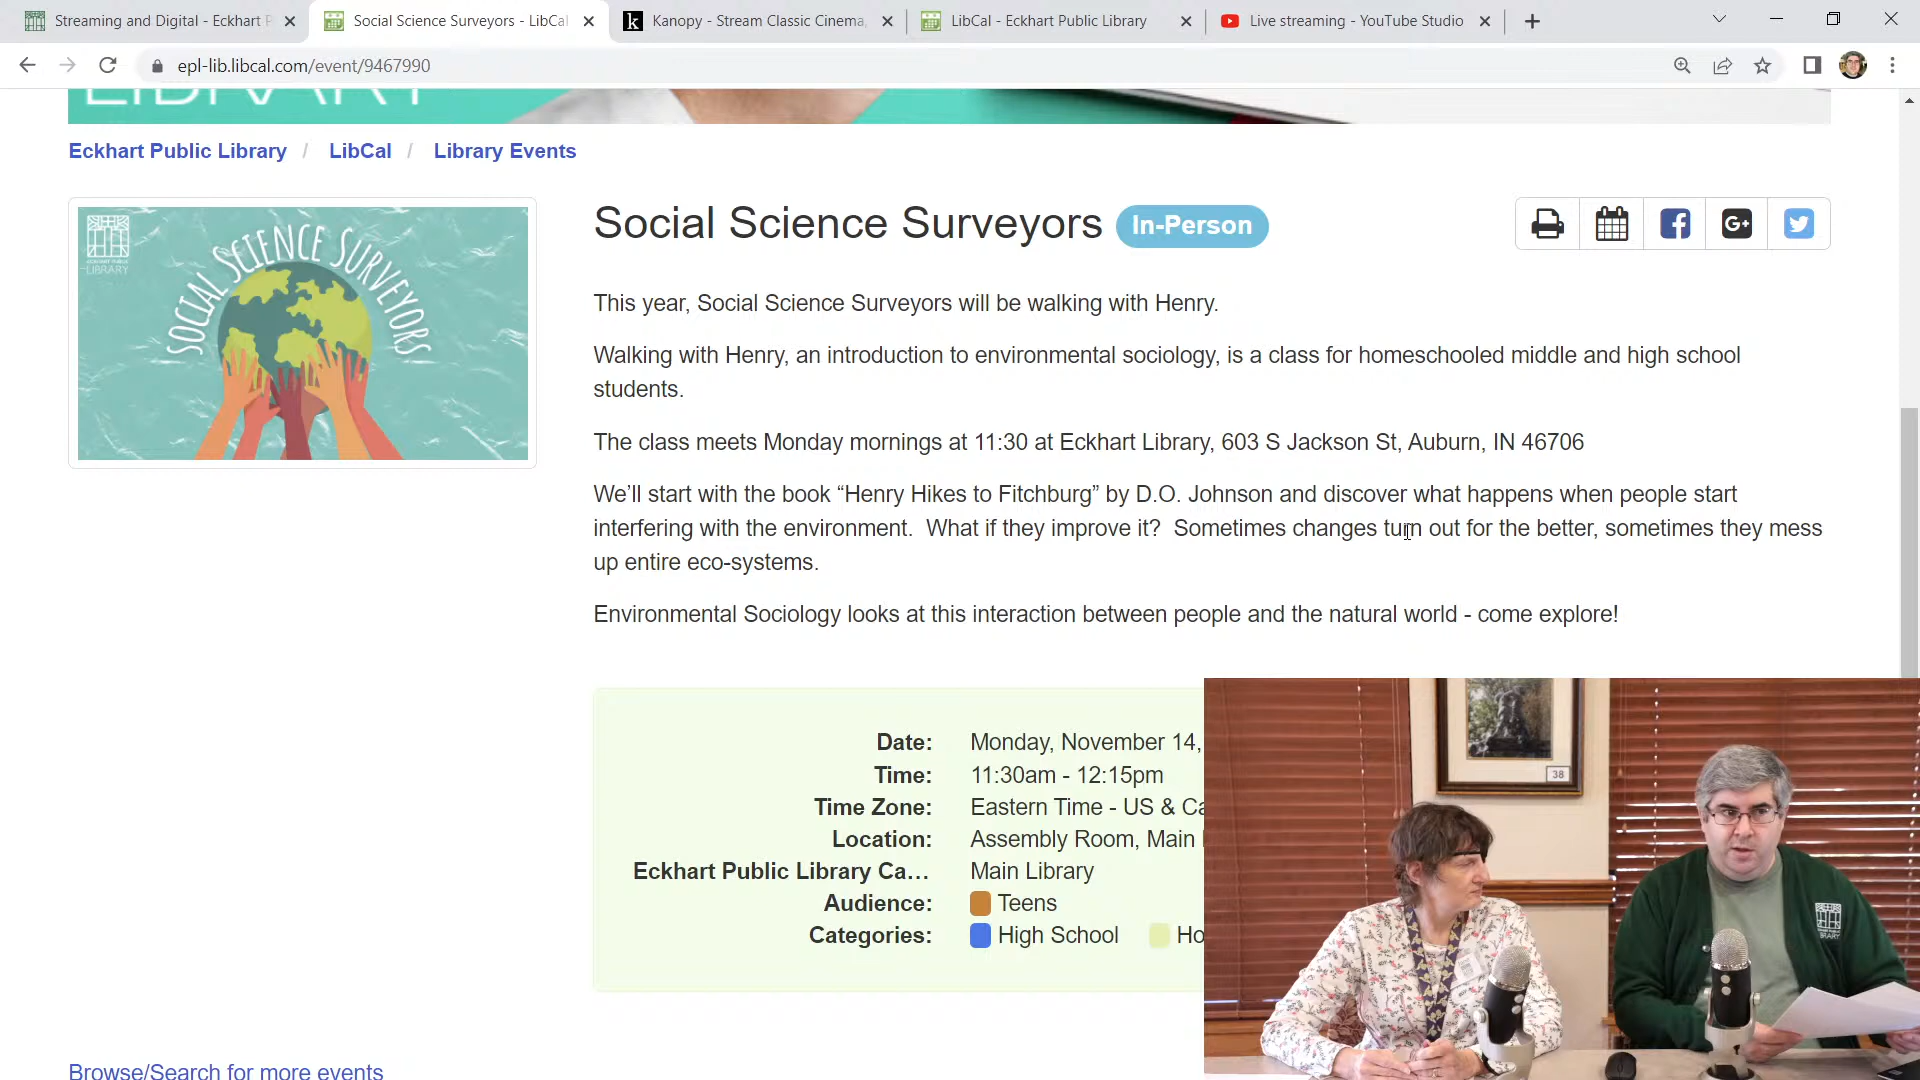 Streaming and Digital - Eckhart P
Social Science Surveyors - LibCal
Kanopy - Stream Classic Cinema,
LibCal - Eckhart Public Library
Live streaming - YouTube Studio
epl-lib.libcal.com/event/9467990
LIBRARY
Eckhart Public Library / LibCal / Library Events
LIBRARY
SOCIAL SCIENCE SURVEYORS
Social Science Surveyors In-Person
This year, Social Science Surveyors will be walking with Henry.
Walking with Henry, an introduction to environmental sociology, is a class for homeschooled middle and high school
students.
The class meets Monday mornings at 11:30 at Eckhart Library, 603 S Jackson St, Auburn, IN 46706
We’ll start with the book “Henry Hikes to Fitchburg” by D.O. Johnson and discover what happens when people start
interfering with the environment.  What if they improve it?  Sometimes changes turn out for the better, sometimes they mess
up entire eco-systems.
Environmental Sociology looks at this interaction between people and the natural world - come explore!
Date: Monday, November 14,
Time: 11:30am - 12:15pm
Time Zone: Eastern Time - US & Ca
Location: Assembly Room, Main
Eckhart Public Library Ca... Main Library
Audience: Teens
Categories: High School Ho
38
LIBRARY
Browse/Search for more events